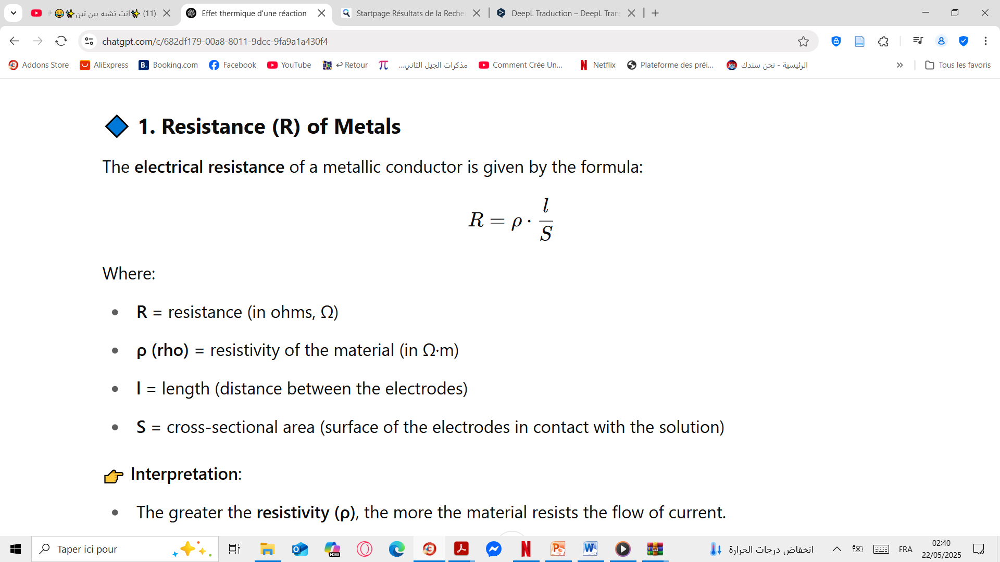 # انت تشبه بين تين (11)
Effet thermique d'une réaction
Startpage Résultats de la Reche
DeepL Traduction – DeepL Tran
chatgpt.com/c/682df179-00a8-8011-9dcc-9fa9a1a430f4
Addons Store
AliExpress
Booking.com
Facebook
YouTube
Retour
مذكرات الجيل الثاني...
Comment Crée Un...
Netflix
Plateforme des préi...
الرئيسية - نحن سندك
Tous les favoris
1. Resistance (R) of Metals
The electrical resistance of a metallic conductor is given by the formula:
R = ρ · l/S
Where:
R = resistance (in ohms, Ω)
ρ (rho) = resistivity of the material (in Ω·m)
l = length (distance between the electrodes)
S = cross-sectional area (surface of the electrodes in contact with the solution)
Interpretation:
The greater the resistivity (ρ), the more the material resists the flow of current.
Taper ici pour
M365
انخفاض درجات الحرارة
FRA
02:40
22/05/2025